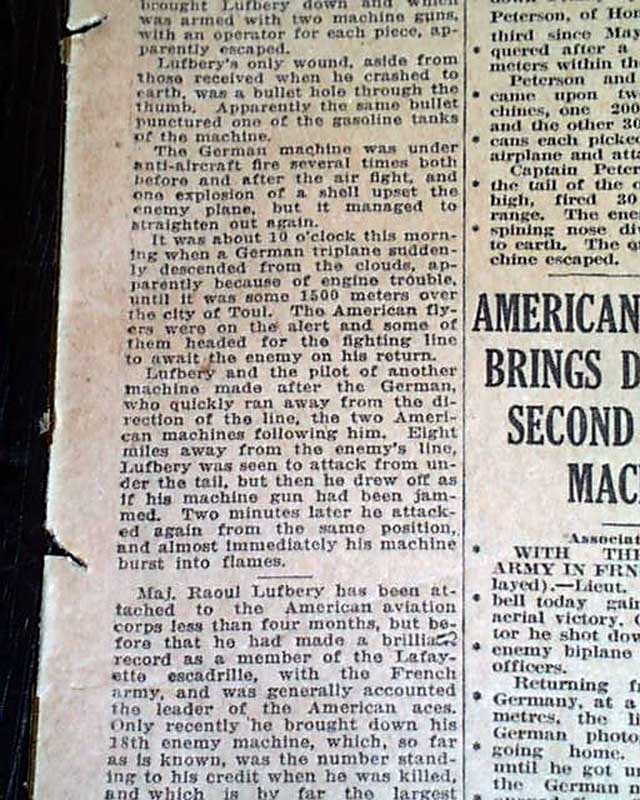 brought Lufbery down and which
was armed with two machine guns,
with an operator for each piece, ap-
parently escaped.
Lufbery's only wound, aside from
those received when he crashed to
earth, was a bullet hole through the
thumb. Apparently the same bullet
punctured one of the gasoline tanks
of the machine.
The German machine was under
anti-aircraft fire several times both
before and after the air fight, and
one explosion of a shell upset the
enemy plane, but it managed to
straighten out again.
It was about 10 o'clock this morn-
ing when a German triplane sudden-
ly descended from the clouds, ap-
parently because of engine trouble,
until it was some 1500 meters over
the city of Toul. The American fly-
ers were on the alert and some of
them headed for the fighting line
to await the enemy on his return.
Lufbery and the pilot of another
machine made after the German,
who quickly ran away from the di-
rection of the line, the two Ameri-
can machines following him. Eight
miles away from the enemy's line,
Lufbery was seen to attack from un-
der the tail, but then he drew off as
if his machine gun had been jam-
med. Two minutes later he attack-
ed again from the same position,
and almost immediately his machine
burst into flames.
Maj. Raoul Lufbery has been at-
tached to the American aviation
corps less than four months, but be-
fore that he had made a brilliant
record as a member of the Lafay-
ette escadrille, with the French
army, and was generally accounted
the leader of the American aces.
Only recently he brought down his
18th enemy machine, which, so far
as is known, was the number stand-
ing to his credit when he was killed,
and which is by far the largest
Peterson, of Hon
third since May
quered after a
meters within the
Peterson and
came upon tw
chines, one 200
and the other 30
cans each picked
airplane and atta
Captain Peter
the tail of the
high, fired 30
range. The ene
spining nose div
to earth. The
chine escaped.
AMERICAN
BRINGS D
SECOND
MAC
Associat
WITH THE
ARMY IN FRN
layed).—Lieut.
bell today gain
aerial victory.
tor he shot dow
enemy biplane
officers.
Returning fr
Germany, at a
metres, the li
German photo
going home.
until he got un
the German